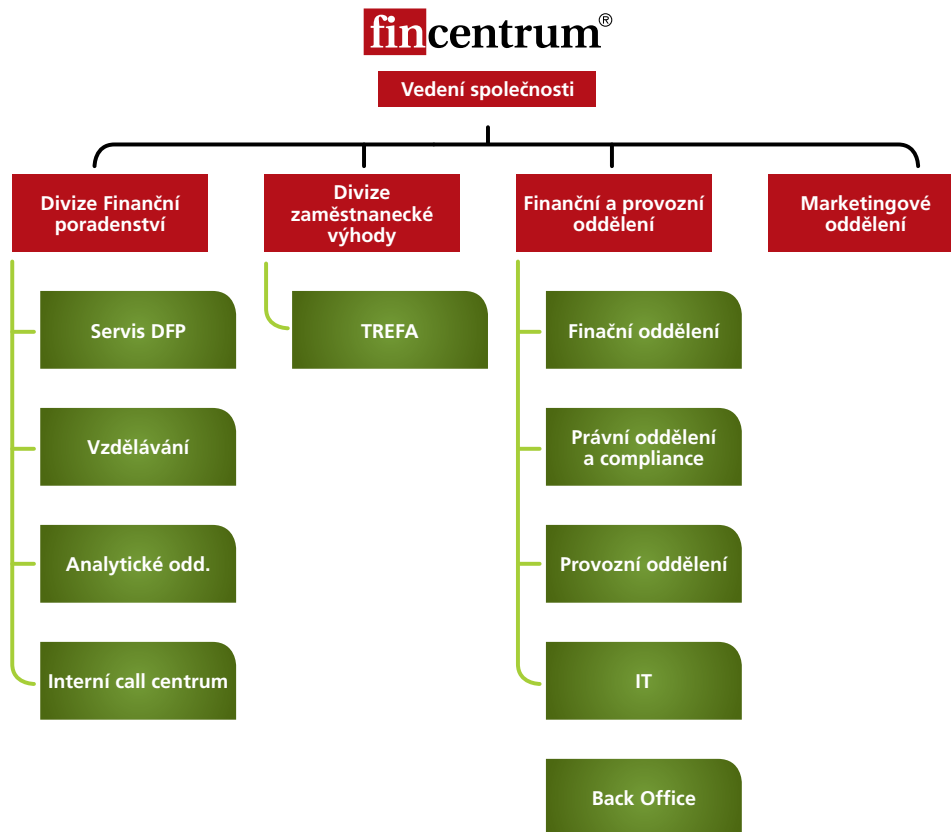 fincentrum®
Vedení společnosti
Divize Finanční
poradenství
Divize
zaměstnanecké
výhody
Finanční a provozní
oddělení
Marketingové
oddělení
Servis DFP
TREFA
Finační oddělení
Vzdělávání
Právní oddělení
a compliance
Analytické odd.
Provozní oddělení
Interní call centrum
IT
Back Office